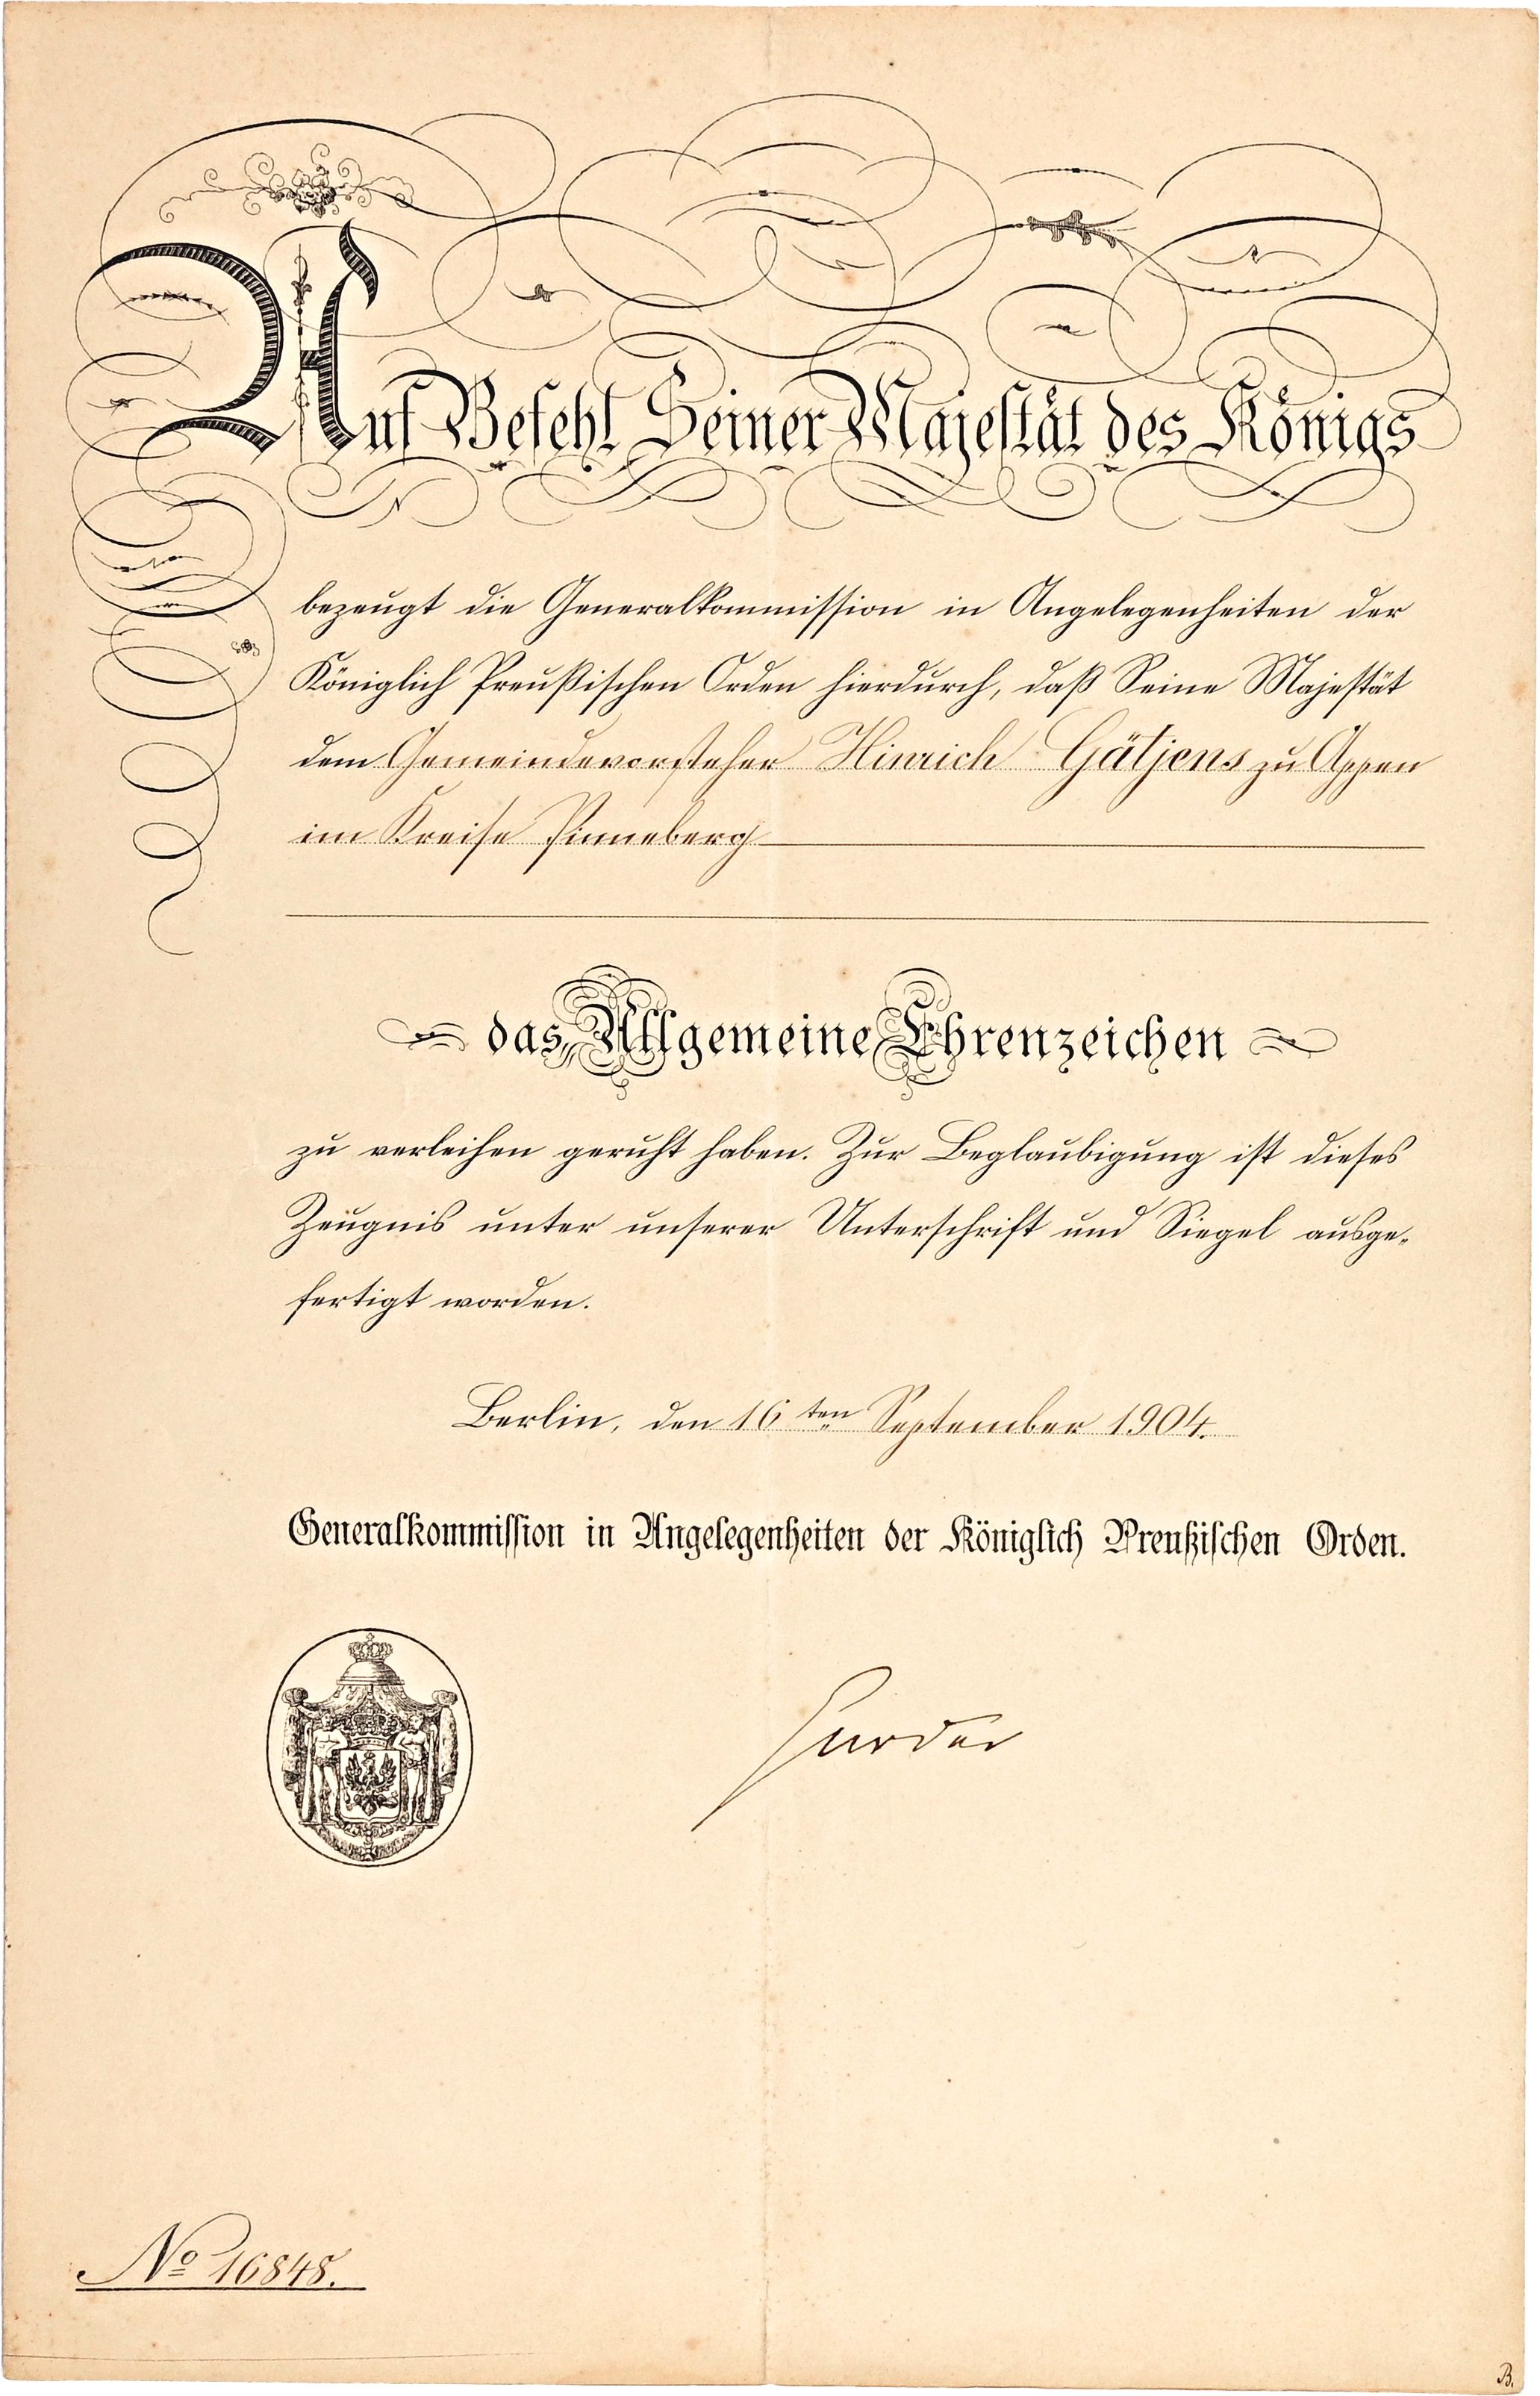 Auf Befehl Seiner Majestät des Königs
bezeugt die Generalkommission in Angelegenheiten der
Königlich Preußischen Orden hierdurch, daß Seine Majestät
dem Gemeindevorsteher Hinrich Gätjens zu Appen
im Kreise Pinneberg
das Allgemeine Ehrenzeichen
zu verleihen geruht haben. Zur Beglaubigung ist dieses
Zeugnis unter unserer Unterschrift und Siegel ausge-
fertigt worden.
Berlin, den 16ten September 1904.
Generalkommission in Angelegenheiten der Königlich Preußischen Orden.
No 16848.
B.